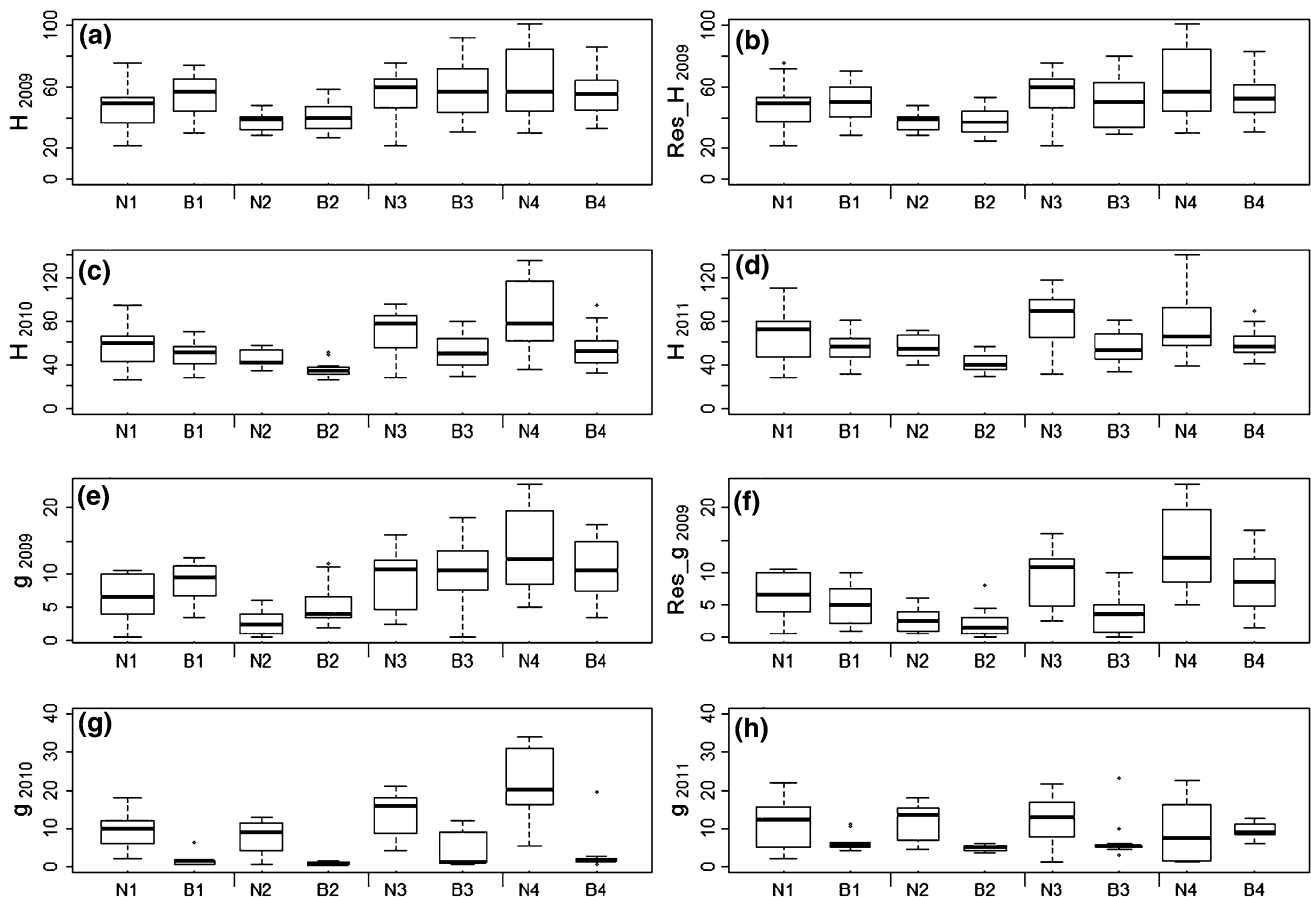 (a)
H 2009
0 20 60 100
N1 B1 N2 B2 N3 B3 N4 B4
(b)
Res_H 2009
0 20 60 100
N1 B1 N2 B2 N3 B3 N4 B4
(c)
H 2010
0 40 80 120
N1 B1 N2 B2 N3 B3 N4 B4
(d)
H 2011
0 40 80 120
N1 B1 N2 B2 N3 B3 N4 B4
(e)
g 2009
0 5 10 20
N1 B1 N2 B2 N3 B3 N4 B4
(f)
Res_g 2009
0 5 10 20
N1 B1 N2 B2 N3 B3 N4 B4
(g)
g 2010
0 10 20 30 40
N1 B1 N2 B2 N3 B3 N4 B4
(h)
g 2011
0 10 20 30 40
N1 B1 N2 B2 N3 B3 N4 B4